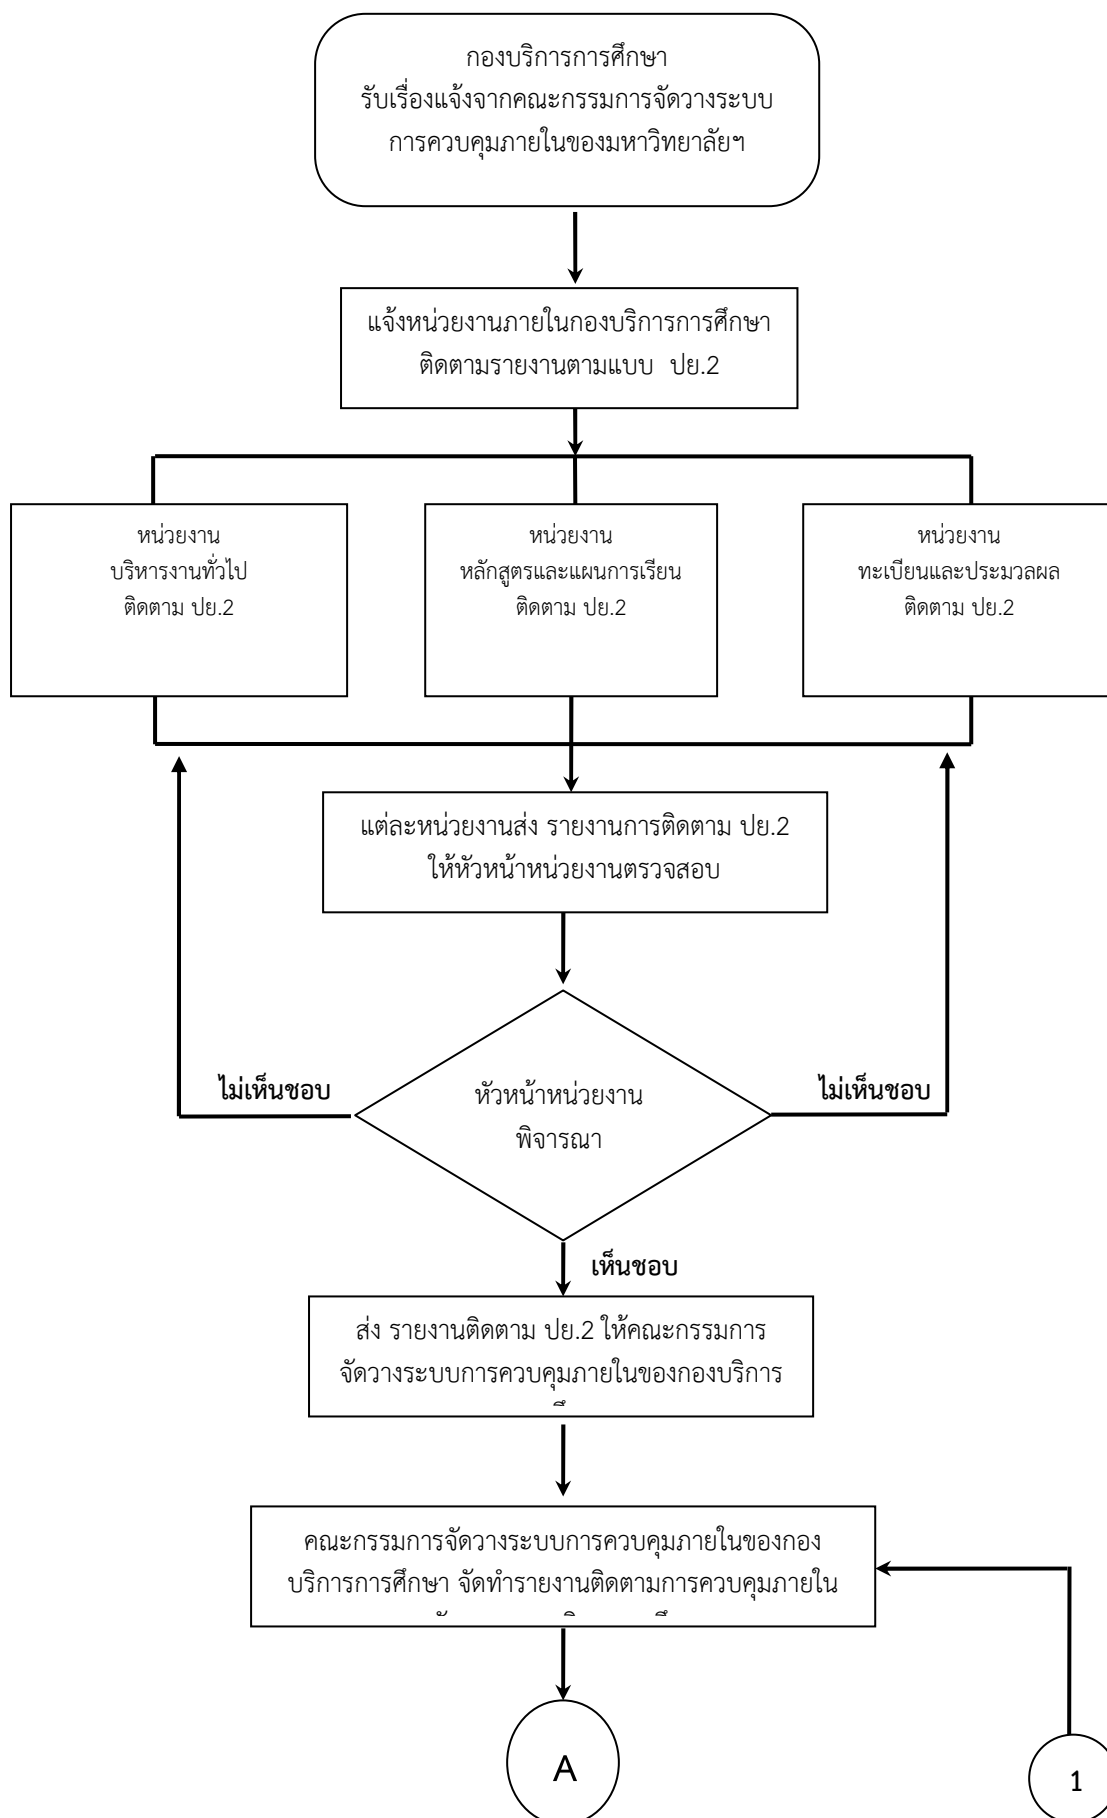 กองบริการการศึกษา
รับเรื่องแจ้งจากคณะกรรมการจัดวางระบบ
การควบคุมภายในของมหาวิทยาลัยฯ
แจ้งหน่วยงานภายในกองบริการการศึกษา
ติดตามรายงานตามแบบ ปย.2
หน่วยงาน
บริหารงานทั่วไป
ติดตาม ปย.2
หน่วยงาน
หลักสูตรและแผนการเรียน
ติดตาม ปย.2
หน่วยงาน
ทะเบียนและประมวลผล
ติดตาม ปย.2
แต่ละหน่วยงานส่ง รายงานการติดตาม ปย.2
ให้หัวหน้าหน่วยงานตรวจสอบ
ไม่เห็นชอบ
หัวหน้าหน่วยงาน
พิจารณา
ไม่เห็นชอบ
เห็นชอบ
ส่ง รายงานติดตาม ปย.2 ให้คณะกรรมการ
จัดวางระบบการควบคุมภายในของกองบริการ
คณะกรรมการจัดวางระบบการควบคุมภายในของกอง
บริการการศึกษา จัดทำรายงานติดตามการควบคุมภายใน
A
1